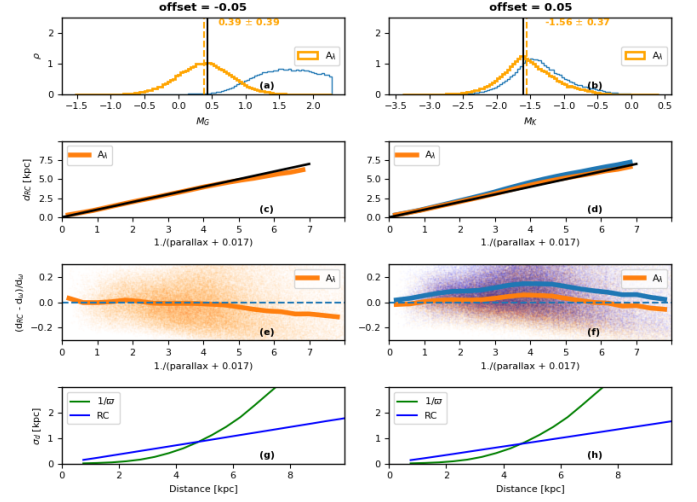 offset = -0.05
offset = 0.05
0.39 ± 0.39
-1.56 ± 0.37
ρ
2
1
0
A_λ
(a)
-1.5 -1.0 -0.5 0.0 0.5 1.0 1.5 2.0
M_G
2
1
0
A_λ
(b)
-3.5 -3.0 -2.5 -2.0 -1.5 -1.0 -0.5 0.0 0.5
M_K
d_RC [kpc]
7.5
5.0
2.5
0.0
A_λ
(c)
0 1 2 3 4 5 6 7
1./(parallax + 0.017)
7.5
5.0
2.5
0.0
A_λ
(d)
0 1 2 3 4 5 6 7
1./(parallax + 0.017)
(d_RC - d_ω)/d_ω
0.2
0.0
−0.2
A_λ
(e)
0 1 2 3 4 5 6 7
1./(parallax + 0.017)
0.2
0.0
−0.2
A_λ
(f)
0 1 2 3 4 5 6 7
1./(parallax + 0.017)
σ_d [kpc]
3
2
1
0
1/ϖ
RC
(g)
0 2 4 6 8
Distance [kpc]
3
2
1
0
1/ϖ
RC
(h)
0 2 4 6 8
Distance [kpc]